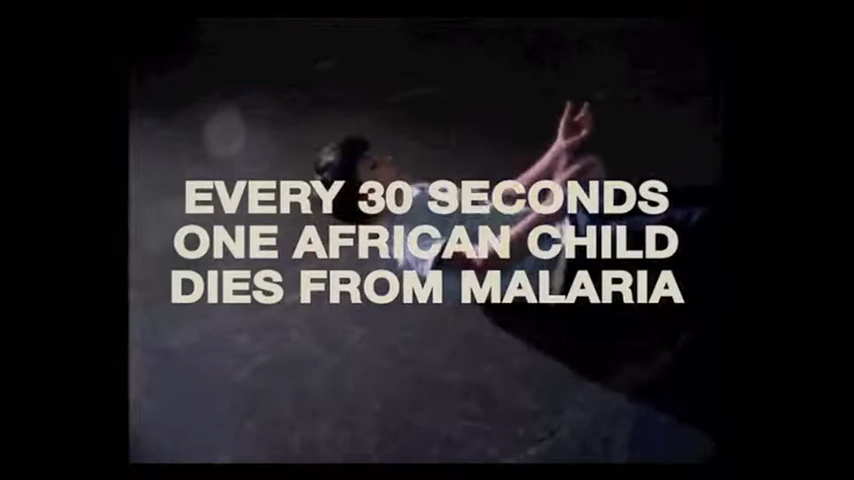 EVERY 30 SECONDS
ONE AFRICAN CHILD
DIES FROM MALARIA